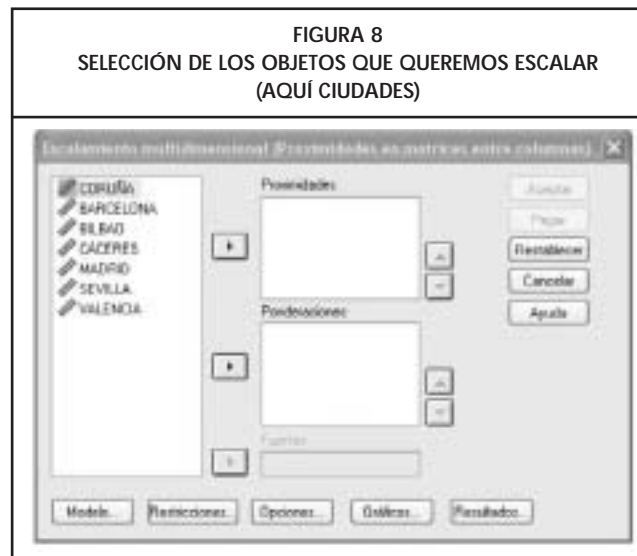 FIGURA 8
SELECCIÓN DE LOS OBJETOS QUE QUEREMOS ESCALAR
(AQUÍ CIUDADES)
Escalamiento multidimensional (Proximidades en matrices entre columnas)
CORUÑA
BARCELONA
BILBAO
CÁCERES
MADRID
SEVILLA
VALENCIA
Proximidades
Ponderaciones
Fuentes
Aceptar
Pegar
Restablecer
Cancelar
Ayuda
Modelo...
Restricciones...
Opciones...
Gráficos...
Resultados...